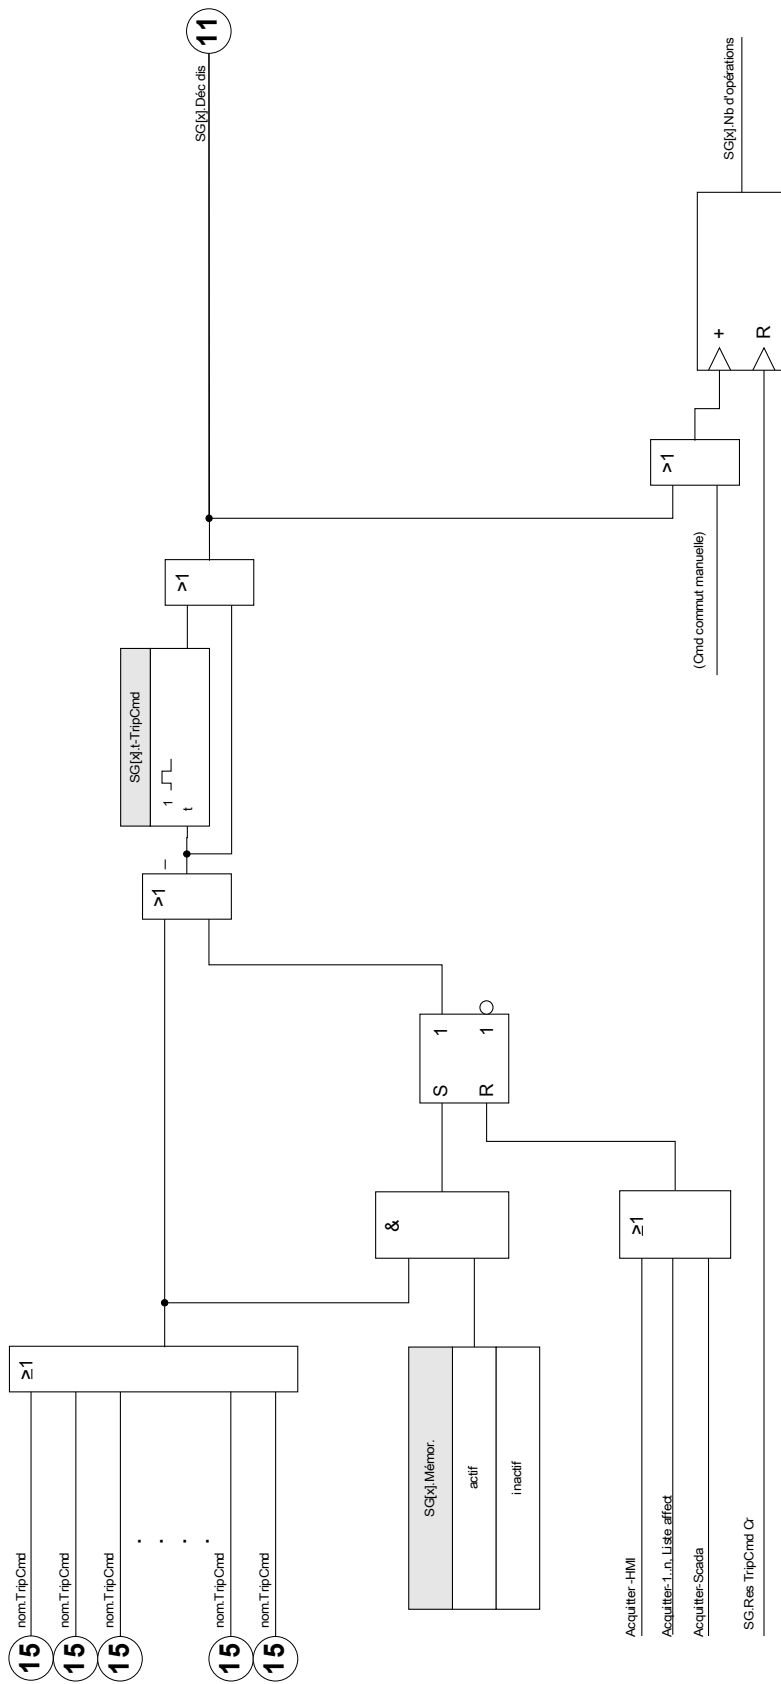 15
nom.TripCmd
15
nom.TripCmd
15
nom.TripCmd
. . . .
15
nom.TripCmd
15
nom.TripCmd
≥1
SG[x].Mémor.
actif
inactif
&
Acquitter -HMI
Acquitter-1..n, Liste affect
Acquitter-Scada
≥1
SG.Res TripCmd Cr
S
1
R
1
>1
SG[x].t-TripCmd
1
t
>1
SG[x].Déc dis
11
(Cmd commut manuelle)
>1
+
R
SG[x].Nb d'opérations